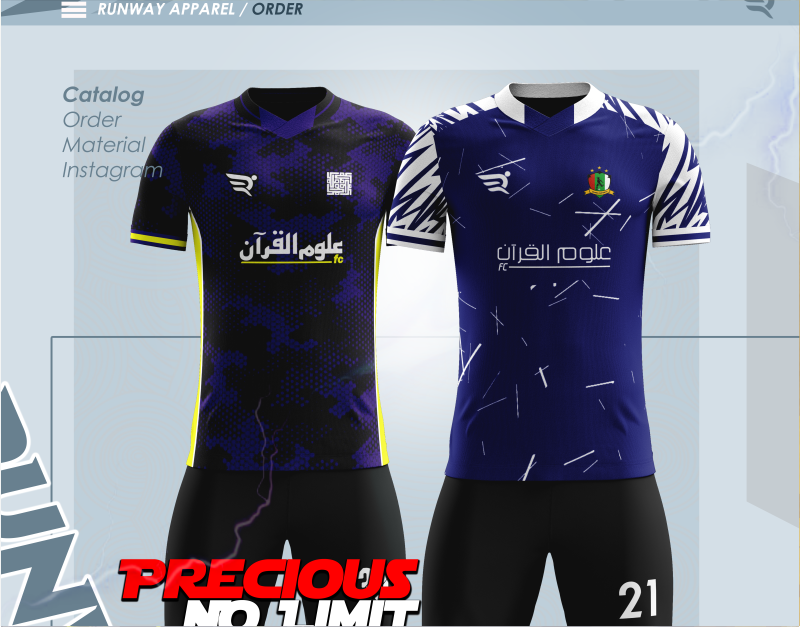 RUNWAY APPAREL / ORDER
Catalog
Order
Material
Instagram
علوم القرآن
fc
علوم القرآن
FC
21
PRECIOUS
NO LIMIT